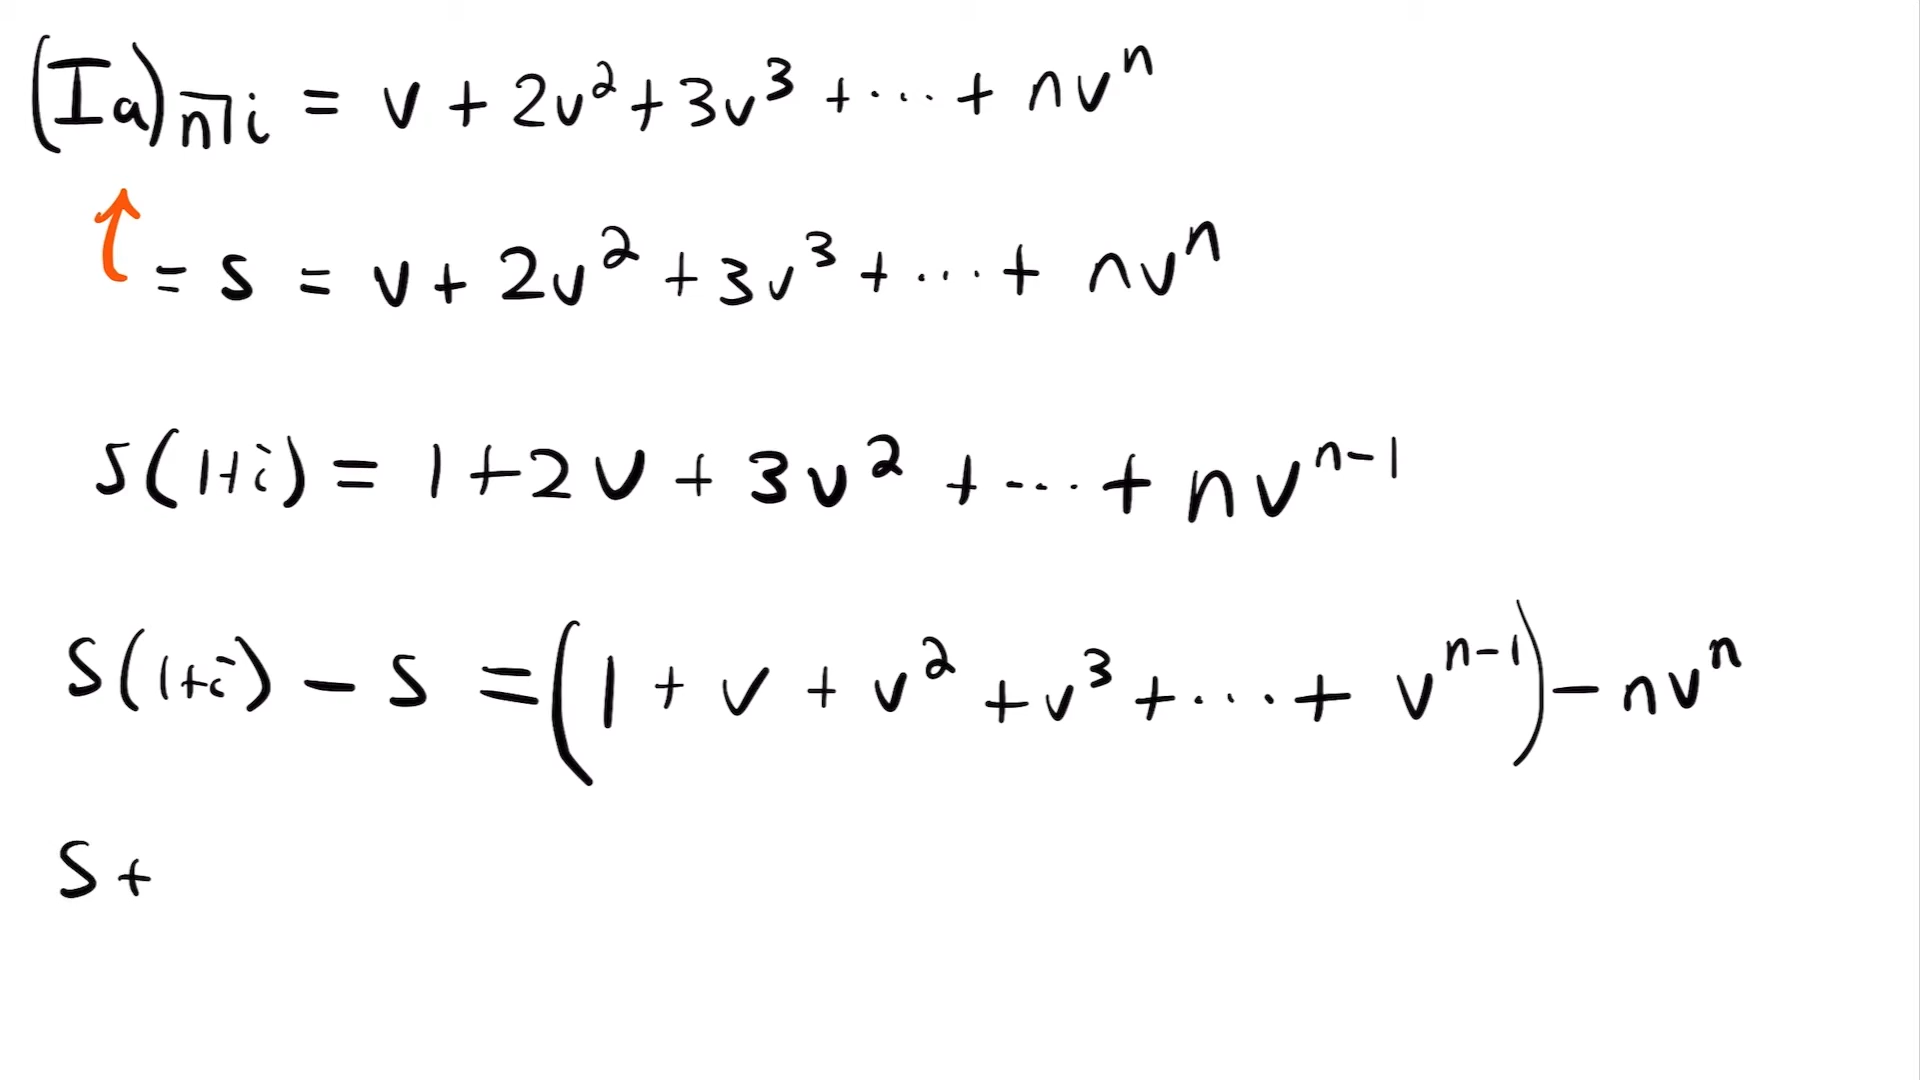 (Ia)n̅|i = v + 2v² + 3v³ + ... + nvⁿ
= S = v + 2v² + 3v³ + ... + nvⁿ
S(1+i) = 1 + 2v + 3v² + ... + nvⁿ⁻¹
S(1+i) - S = (1 + v + v² + v³ + ... + vⁿ⁻¹) - nvⁿ
S +